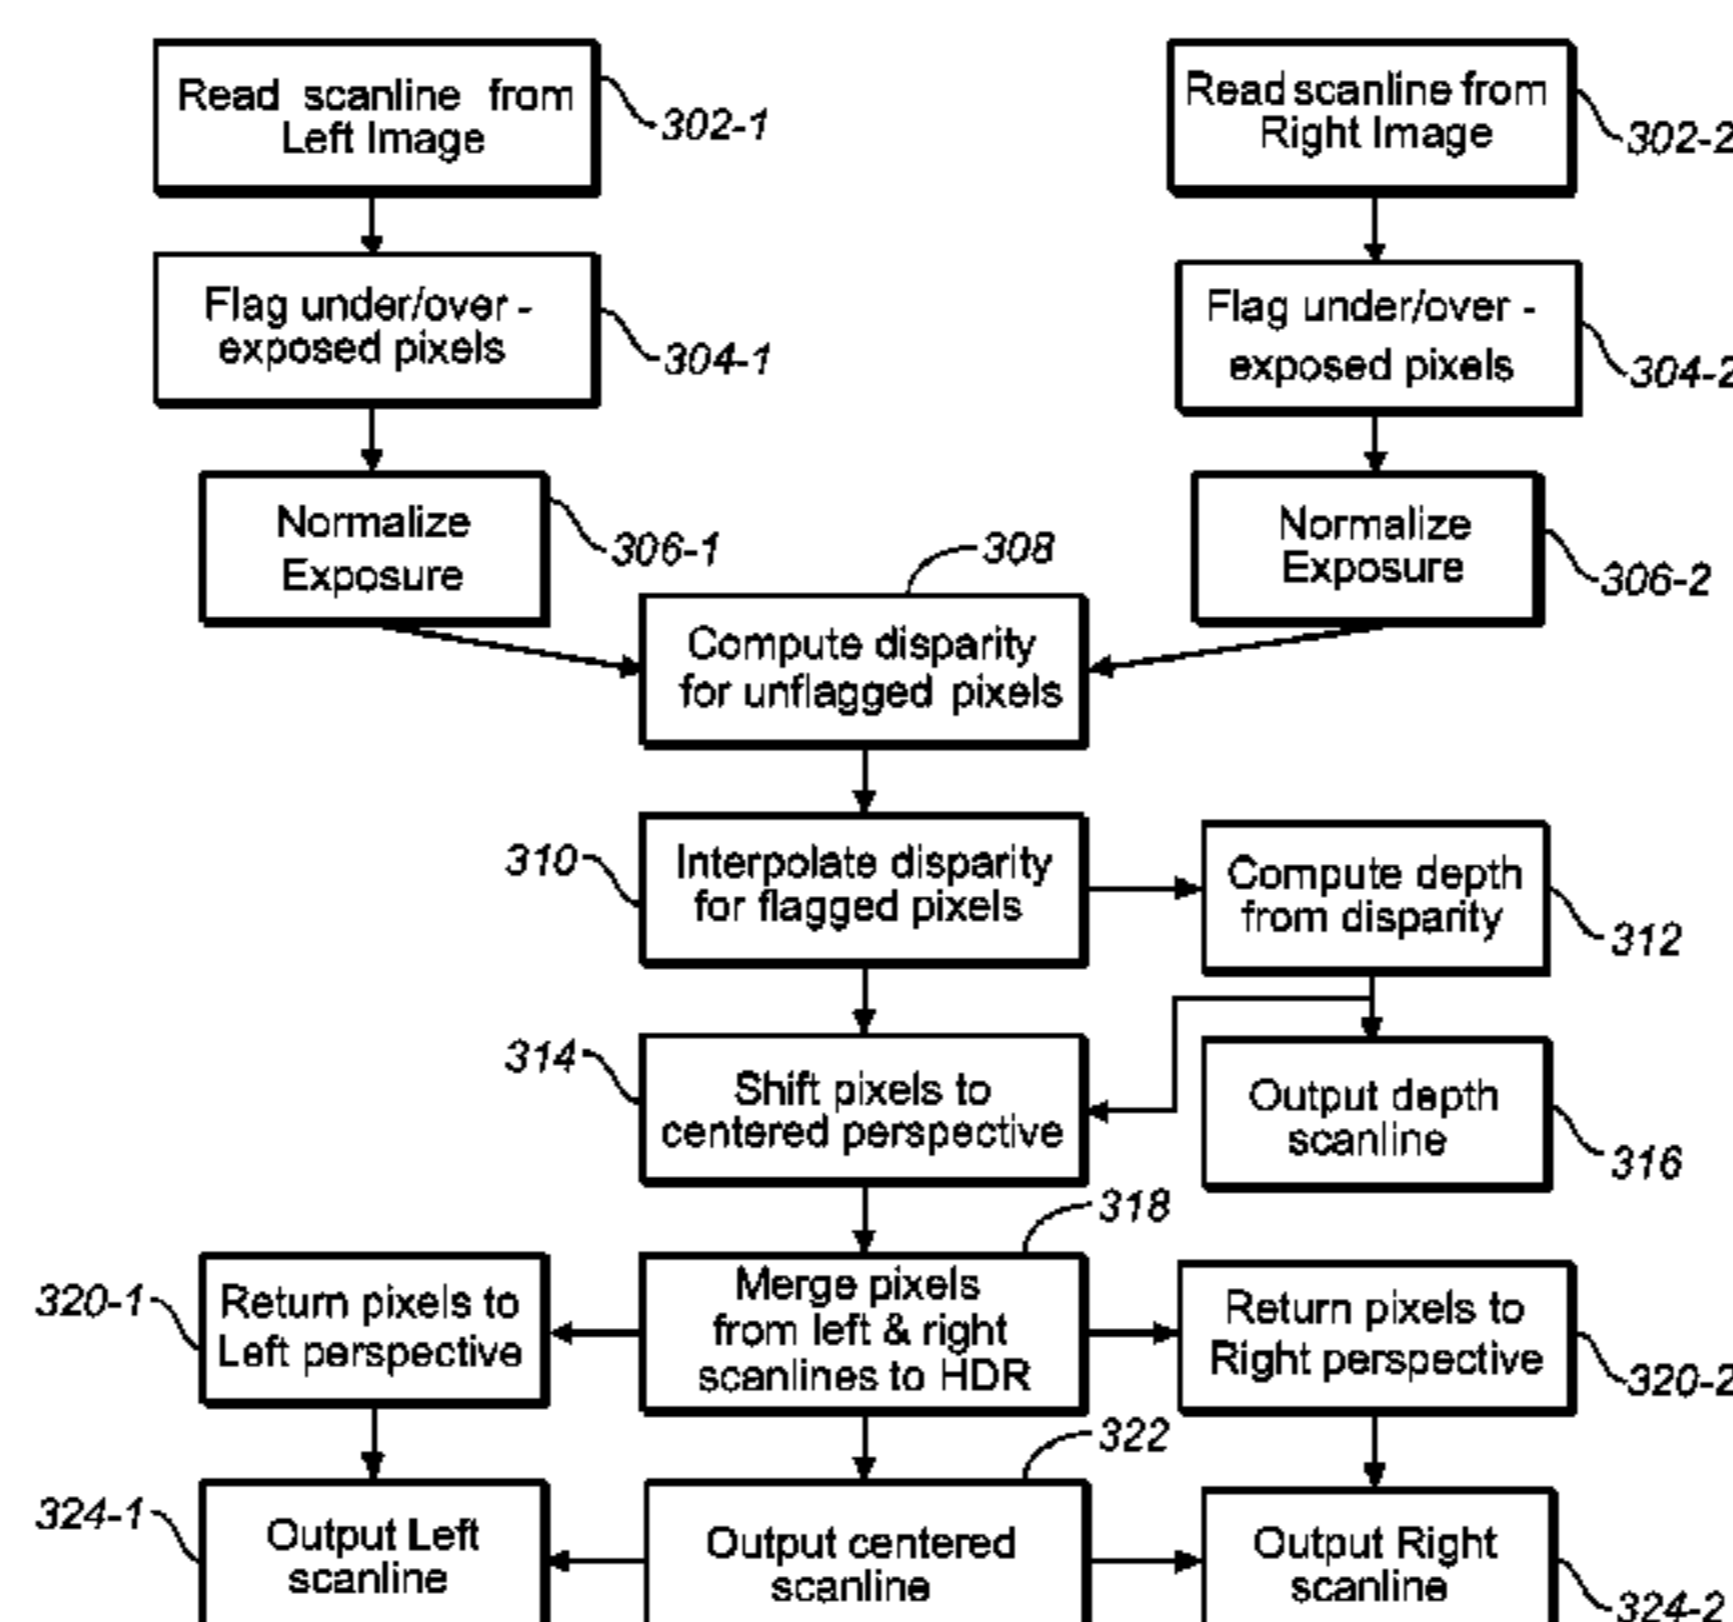 Read scanline from
Left Image
302-1
Read scanline from
Right Image
302-2
Flag under/over -
exposed pixels
304-1
Flag under/over -
exposed pixels
304-2
Normalize
Exposure
306-1
308
Normalize
Exposure
306-2
Compute disparity
for unflagged pixels
310
Interpolate disparity
for flagged pixels
Compute depth
from disparity
312
314
Shift pixels to
centered perspective
Output depth
scanline
316
318
320-1
Return pixels to
Left perspective
Merge pixels
from left & right
scanlines to HDR
Return pixels to
Right perspective
320-2
322
324-1
Output Left
scanline
Output centered
scanline
Output Right
scanline
324-2